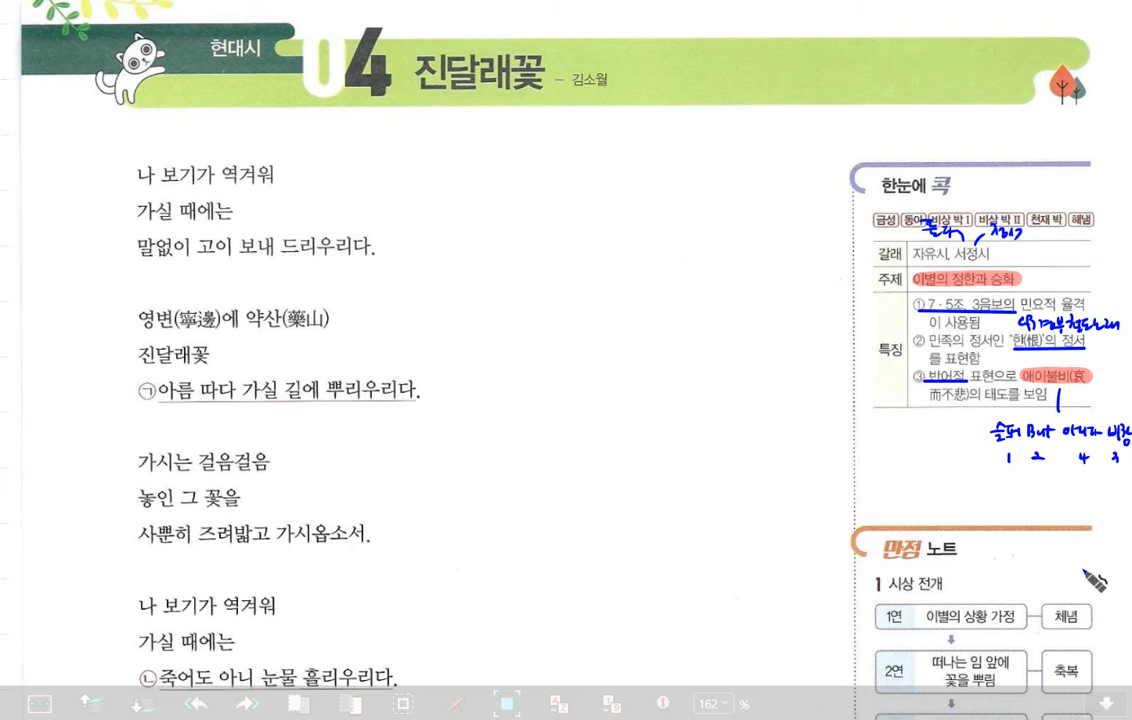 현대시
04 진달래꽃 - 김소월
나 보기가 역겨워
가실 때에는
말없이 고이 보내 드리우리다.
영변(寧邊)에 약산(藥山)
진달래꽃
㉠아름 따다 가실 길에 뿌리우리다.
가시는 걸음걸음
놓인 그 꽃을
사뿐히 즈려밟고 가시옵소서.
나 보기가 역겨워
가실 때에는
㉡죽어도 아니 눈물 흘리우리다.
한눈에 콕
금성 동아 비상 박Ⅰ 비상 박Ⅱ 천재 박 해냄
갈래 자유시, 서정시
주제 이별의 정한과 승화
특징 ① 7·5조, 3음보의 민요적 율격
이 사용됨
② 민족의 정서인 '한(恨)'의 정서
를 표현함
③ 반어적 표현으로 애이불비(哀
而不悲)의 태도를 보임
슬퍼 But 아니다 비창
1 2 4 3
만점 노트
1 시상 전개
1연 이별의 상황 가정 체념
2연 떠나는 임 앞에
꽃을 뿌림 축복
162 %